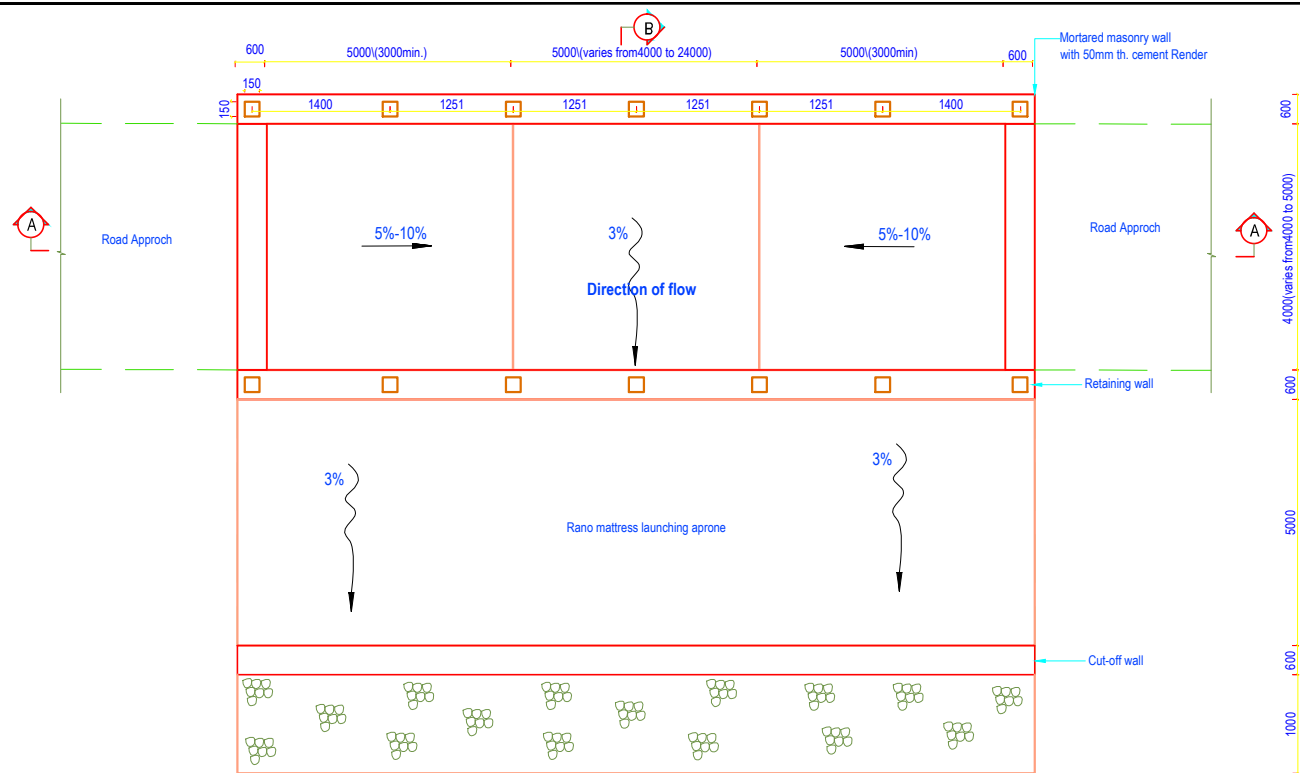 B
600
5000\(3000min.)
5000\(varies from4000 to 24000)
5000\(3000min)
600
Mortared masonry wall
with 50mm th. cement Render
150
150
1400
1251
1251
1251
1251
1400
600
A
Road Approch
5%-10%
3%
5%-10%
Road Approch
A
Direction of flow
4000(varies from4000 to 5000)
Retaining wall
600
3%
3%
Rano mattress launching aprone
5000
Cut-off wall
600
1000